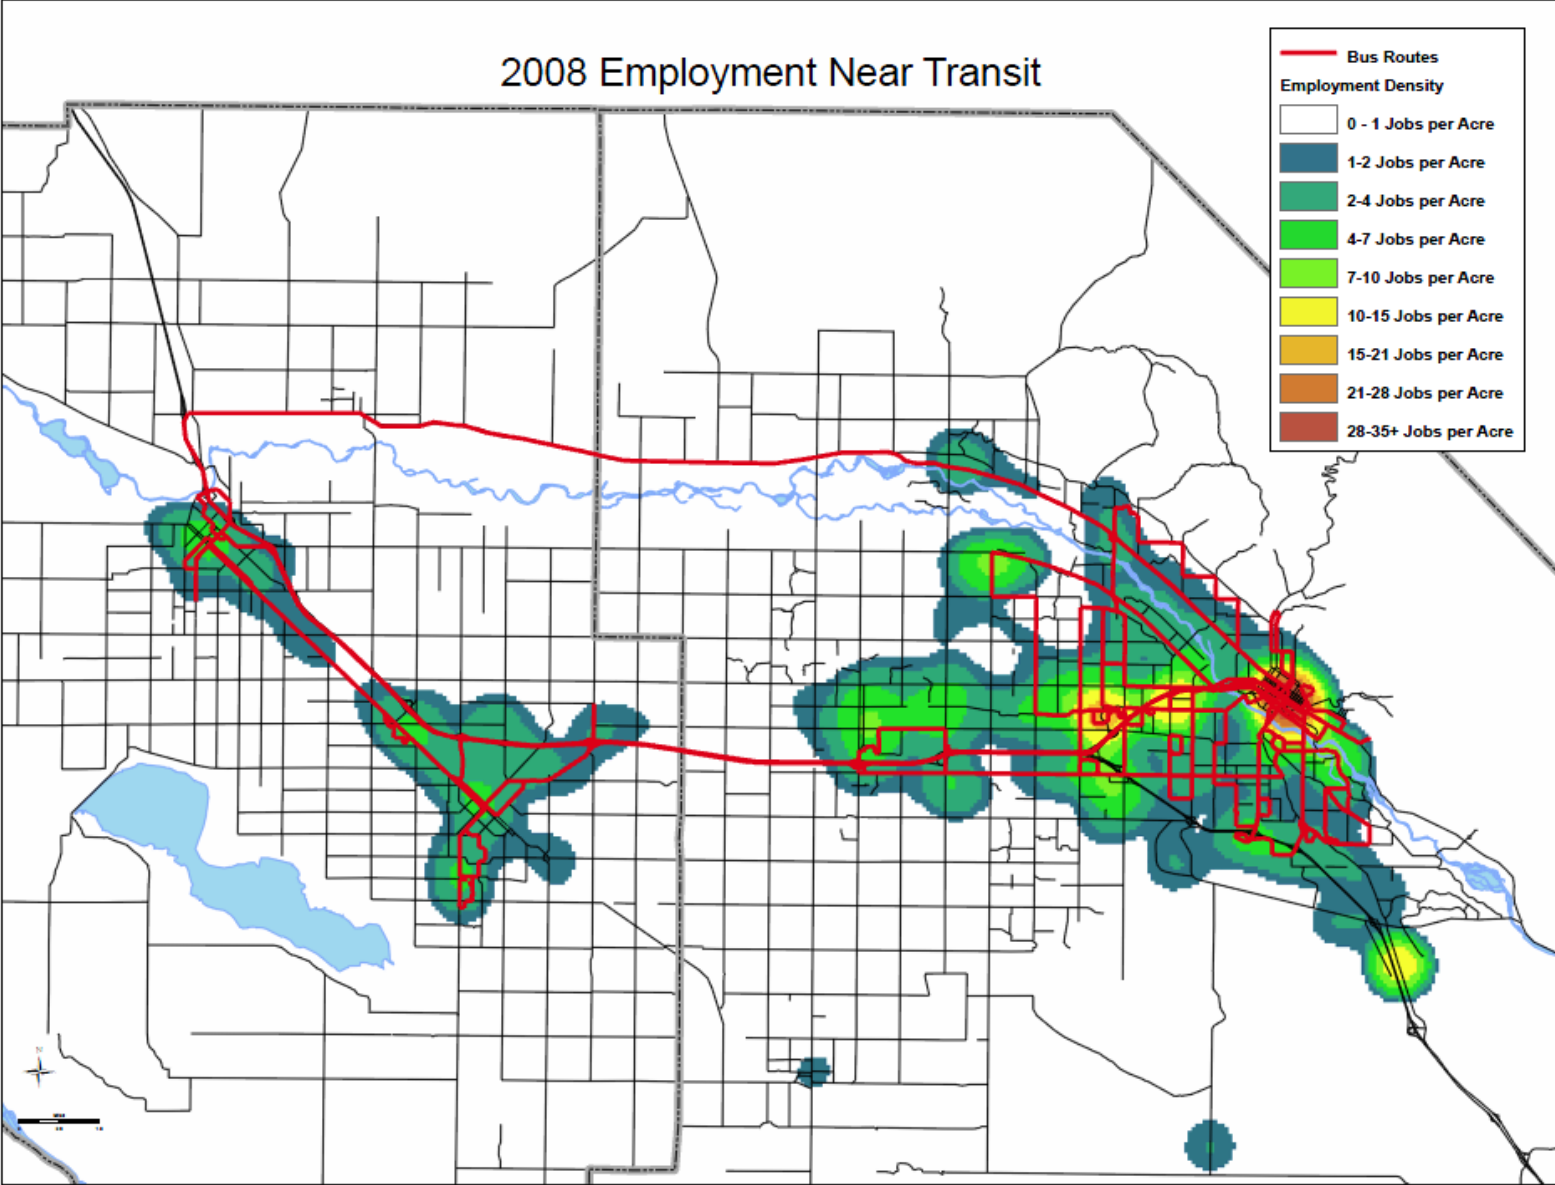 2008 Employment Near Transit
Bus Routes
Employment Density
0 - 1 Jobs per Acre
1-2 Jobs per Acre
2-4 Jobs per Acre
4-7 Jobs per Acre
7-10 Jobs per Acre
10-15 Jobs per Acre
15-21 Jobs per Acre
21-28 Jobs per Acre
28-35+ Jobs per Acre
N